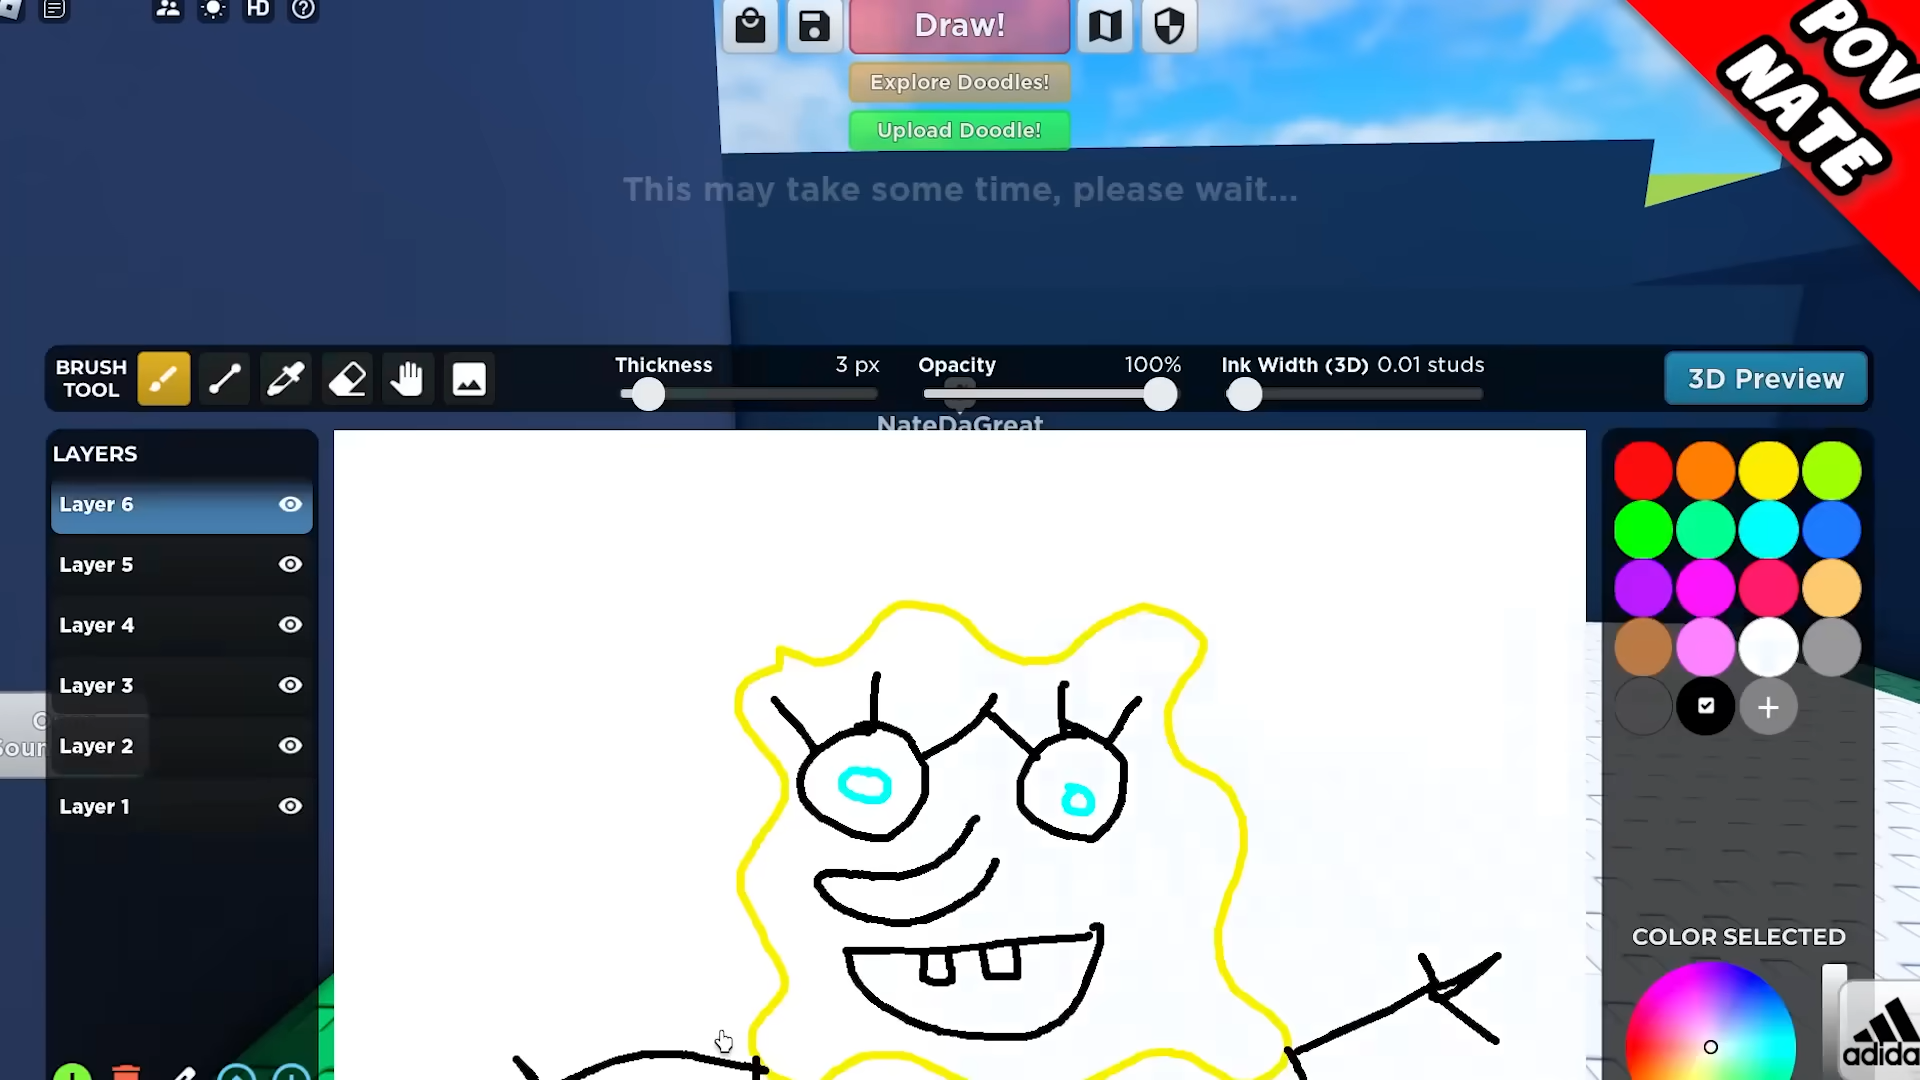 HD
Draw!
Explore Doodles!
Upload Doodle!
POV
NATE
This may take some time, please wait...
BRUSH
TOOL
Thickness
3 px
Opacity
100%
Ink Width (3D) 0.01 studs
3D Preview
NateDaGreat
LAYERS
Layer 6
Layer 5
Layer 4
Layer 3
Layer 2
Layer 1
COLOR SELECTED
adidas